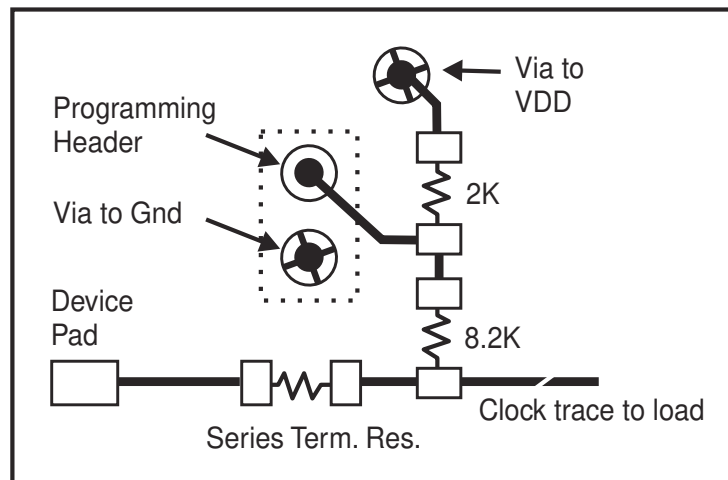 Via to
VDD
Programming
Header
2K
Via to Gnd
Device
Pad
8.2K
Clock trace to load
Series Term. Res.